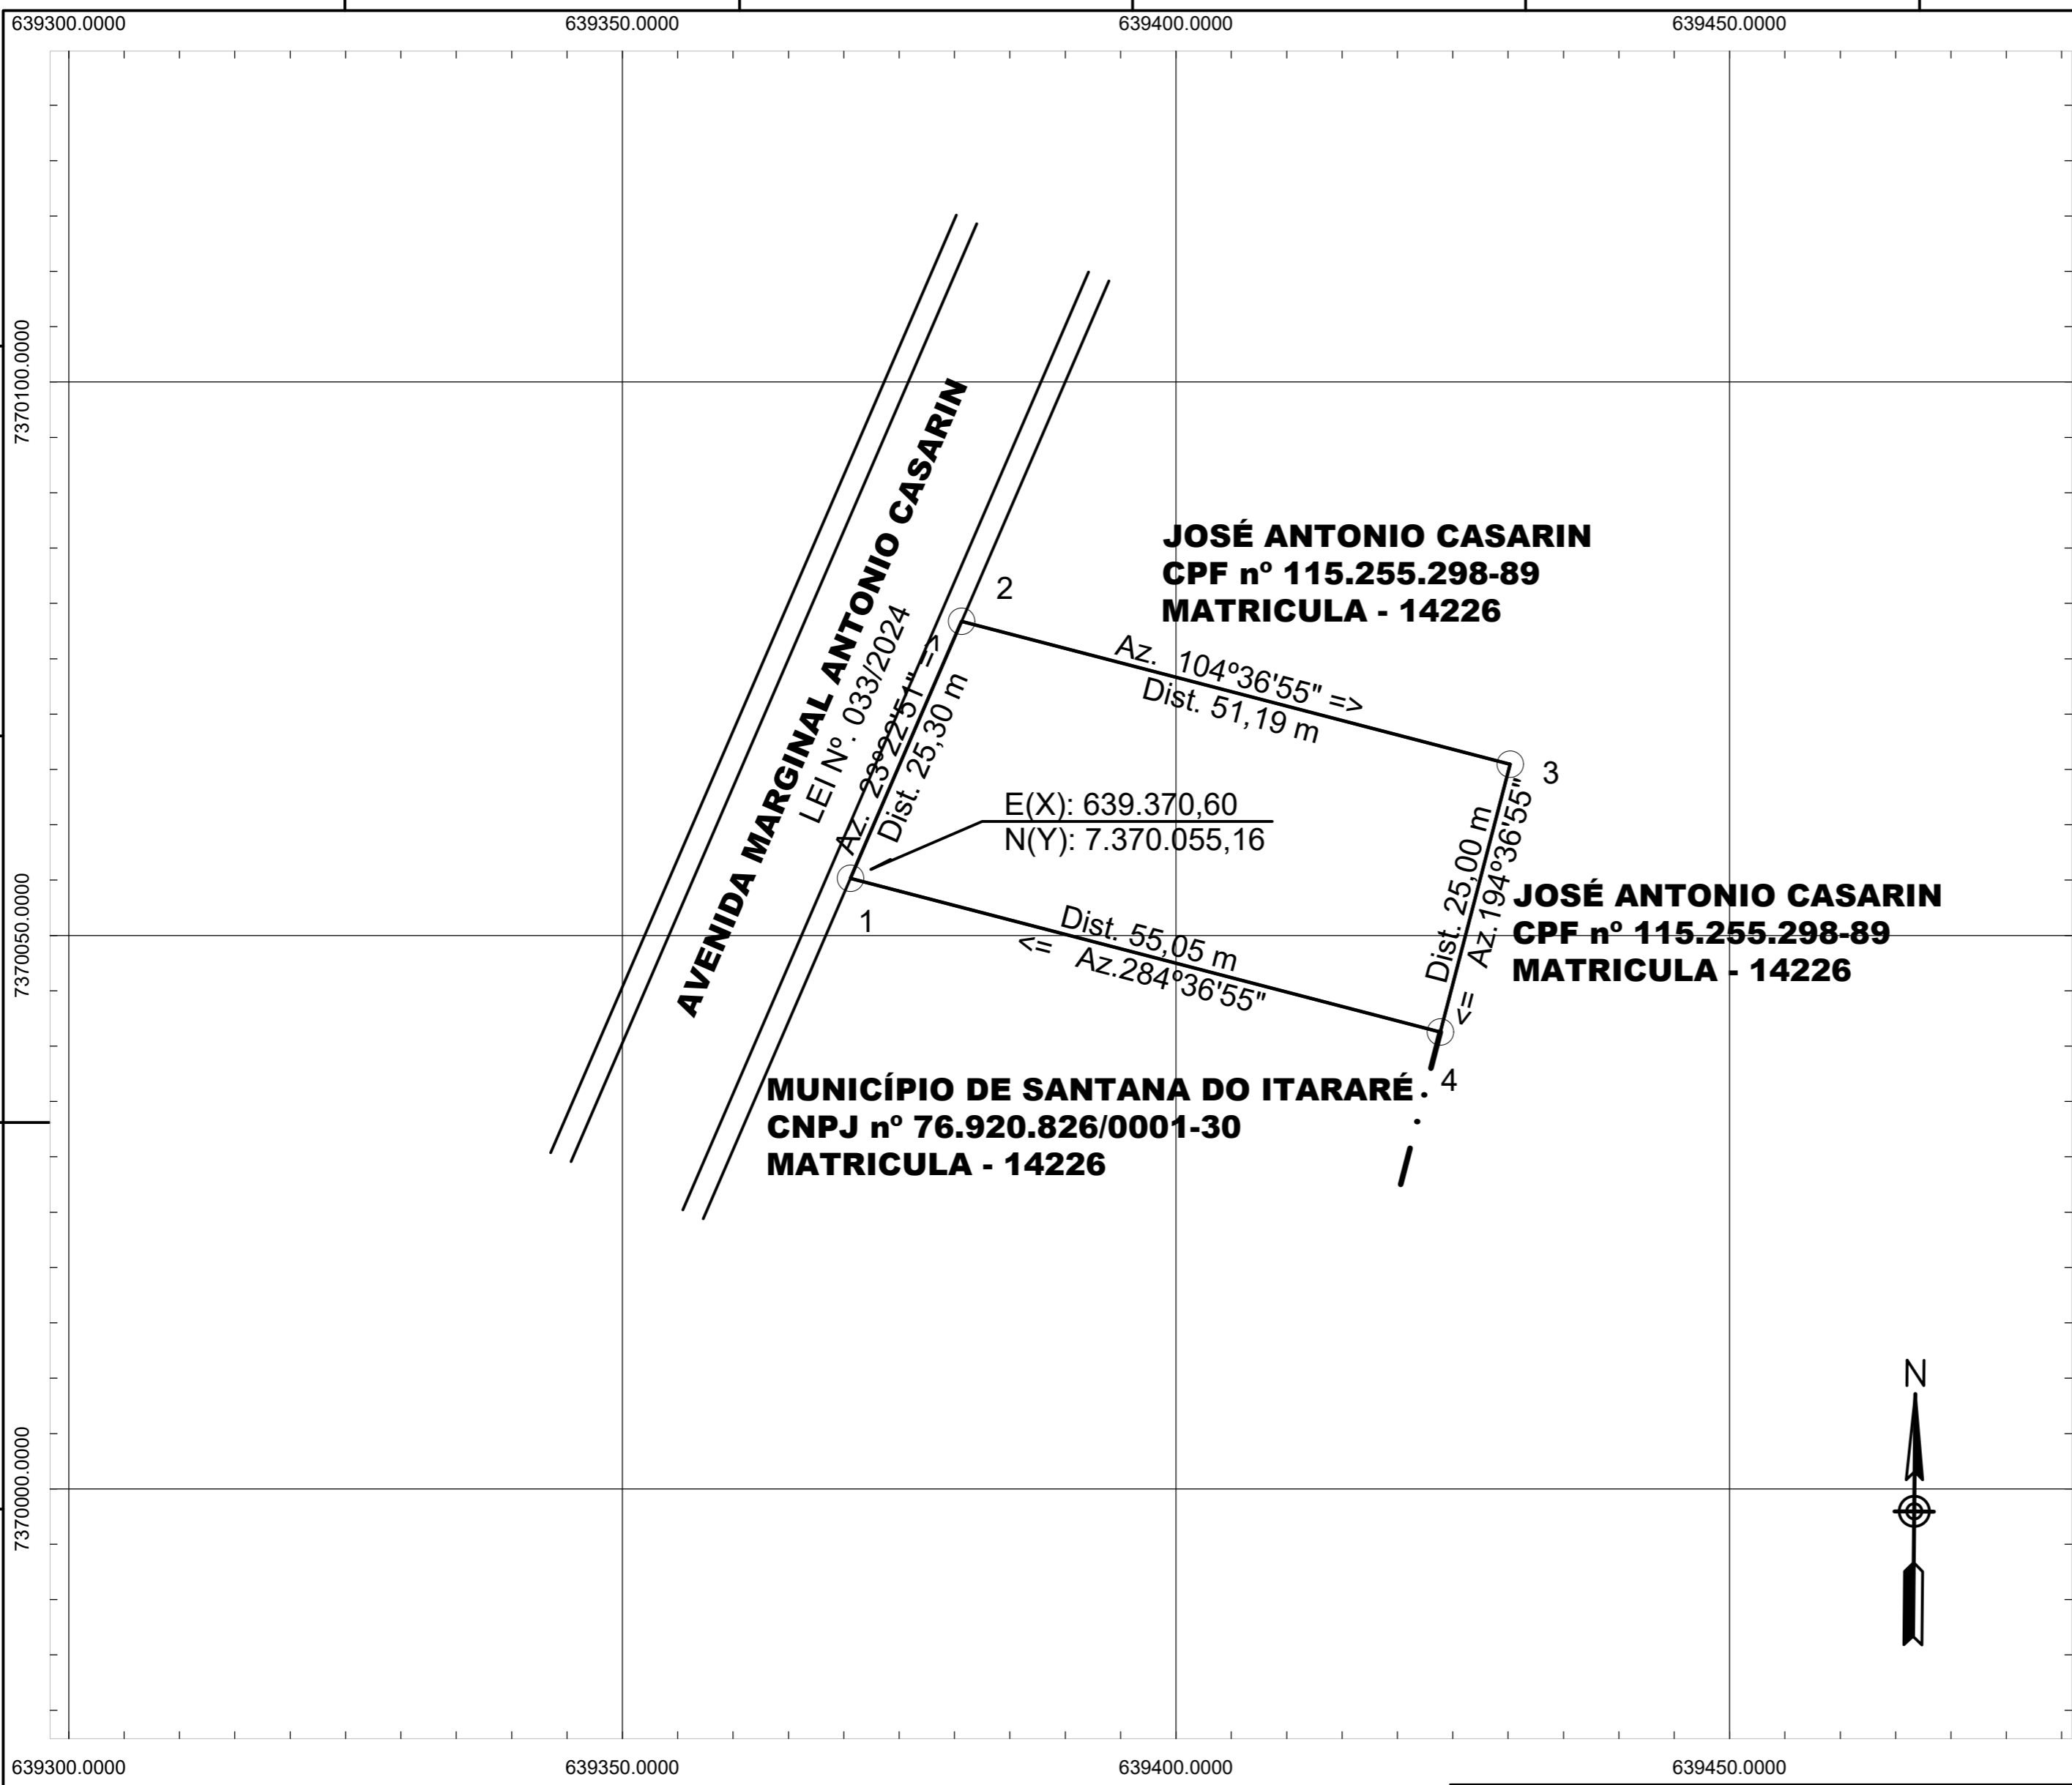 639300.0000
639350.0000
639400.0000
639450.0000
7370100.0000
7370050.0000
7370000.0000
AVENIDA MARGINAL ANTONIO CASARIN
LEI Nº. 033/2024
Az. 23º22'51" =>
Dist. 25,30 m
2
JOSÉ ANTONIO CASARIN
CPF nº 115.255.298-89
MATRICULA - 14226
Az. 104º36'55" =>
Dist. 51,19 m
3
E(X): 639.370,60
N(Y): 7.370.055,16
1
Dist. 25,00 m
<= Az.194º36'55"
JOSÉ ANTONIO CASARIN
CPF nº 115.255.298-89
MATRICULA - 14226
Dist. 55,05 m
<= Az.284º36'55"
4
MUNICÍPIO DE SANTANA DO ITARARÉ
CNPJ nº 76.920.826/0001-30
MATRICULA - 14226
N
639300.0000
639350.0000
639400.0000
639450.0000